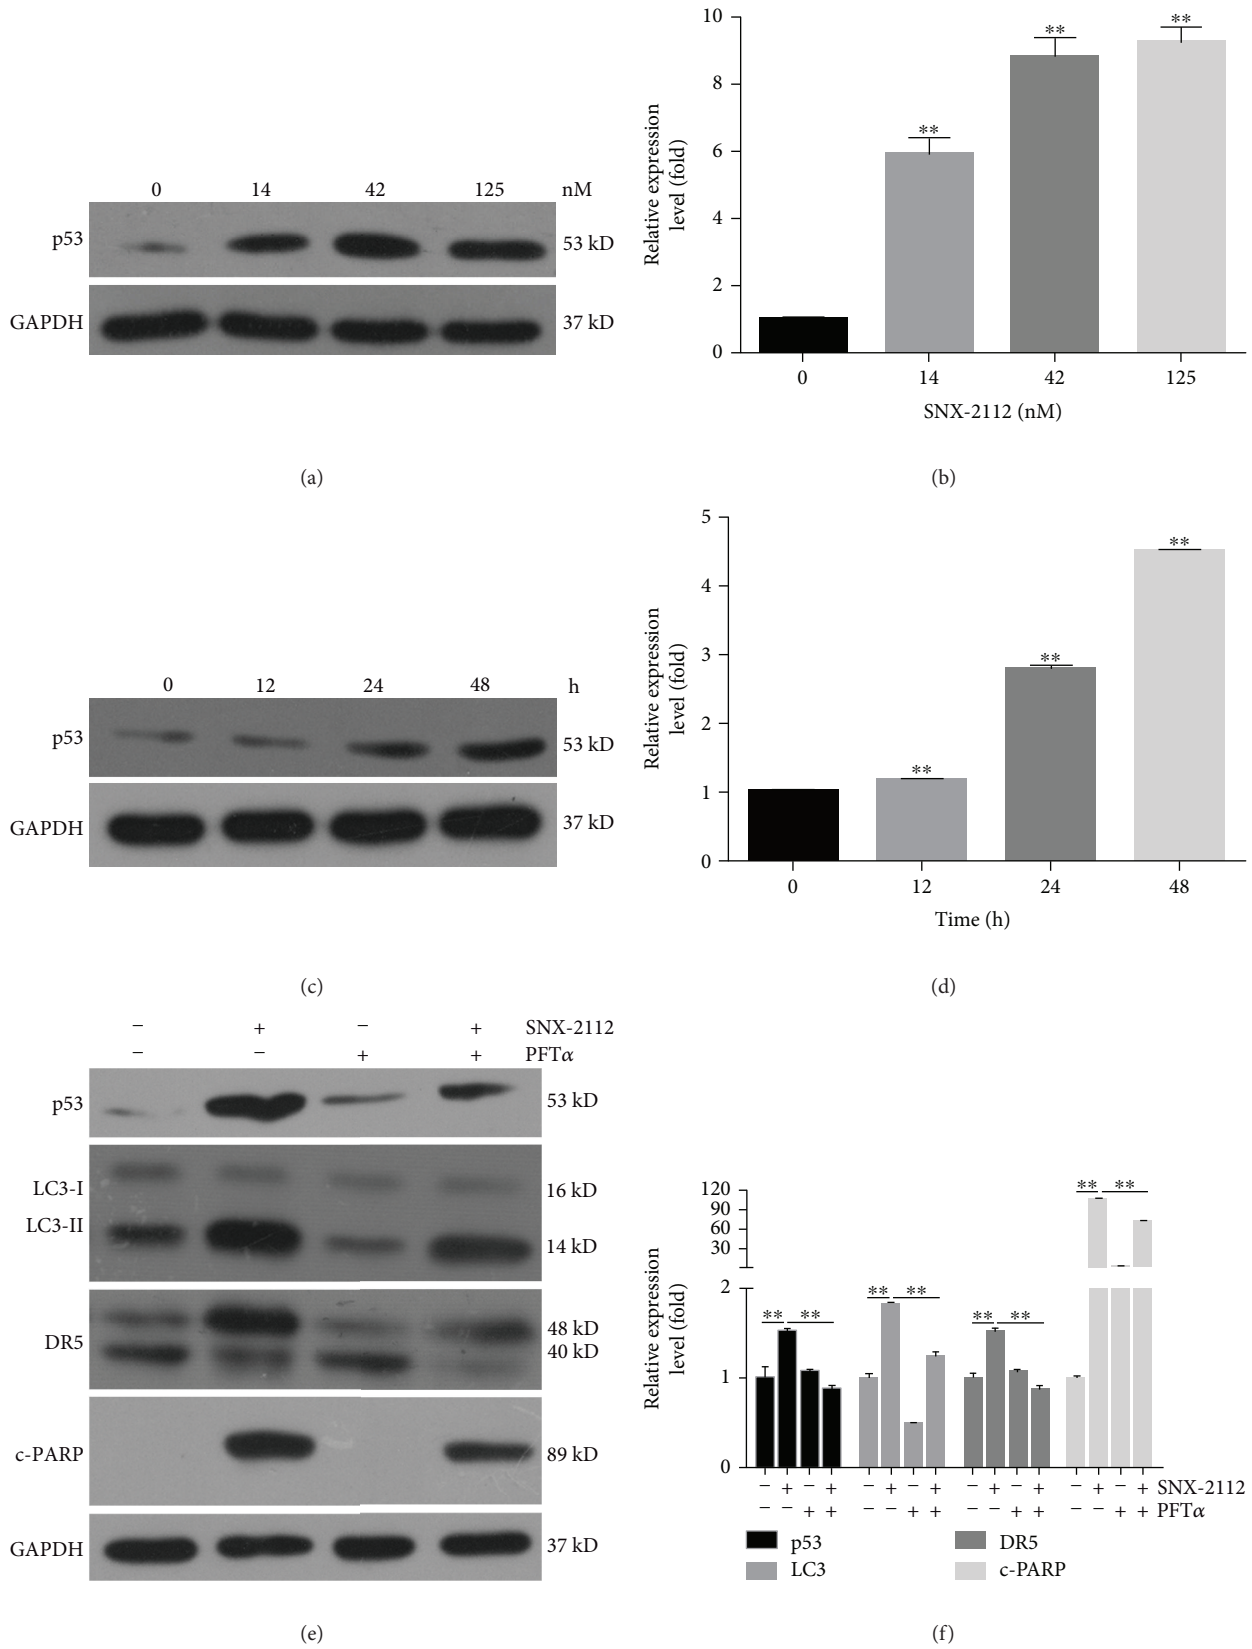 0 14 42 125 nM
p53 53 kD
GAPDH 37 kD
(a)
10
8
6
4
2
0
Relative expression
level (fold)
** ** **
0 14 42 125
SNX-2112 (nM)
(b)
0 12 24 48 h
p53 53 kD
GAPDH 37 kD
(c)
5
4
3
2
1
0
Relative expression
level (fold)
** ** **
0 12 24 48
Time (h)
(d)
− + − + SNX-2112
− − + + PFTα
p53 53 kD
LC3-I 16 kD
LC3-II 14 kD
DR5 48 kD
40 kD
c-PARP 89 kD
GAPDH 37 kD
(e)
120
90
60
30
2
1
0
Relative expression
level (fold)
** ** ** ** ** ** ** **
− + − + − + − + − + − + − + − + SNX-2112
− − + + − − + + − − + + − − + + PFTα
p53 DR5
LC3 c-PARP
(f)